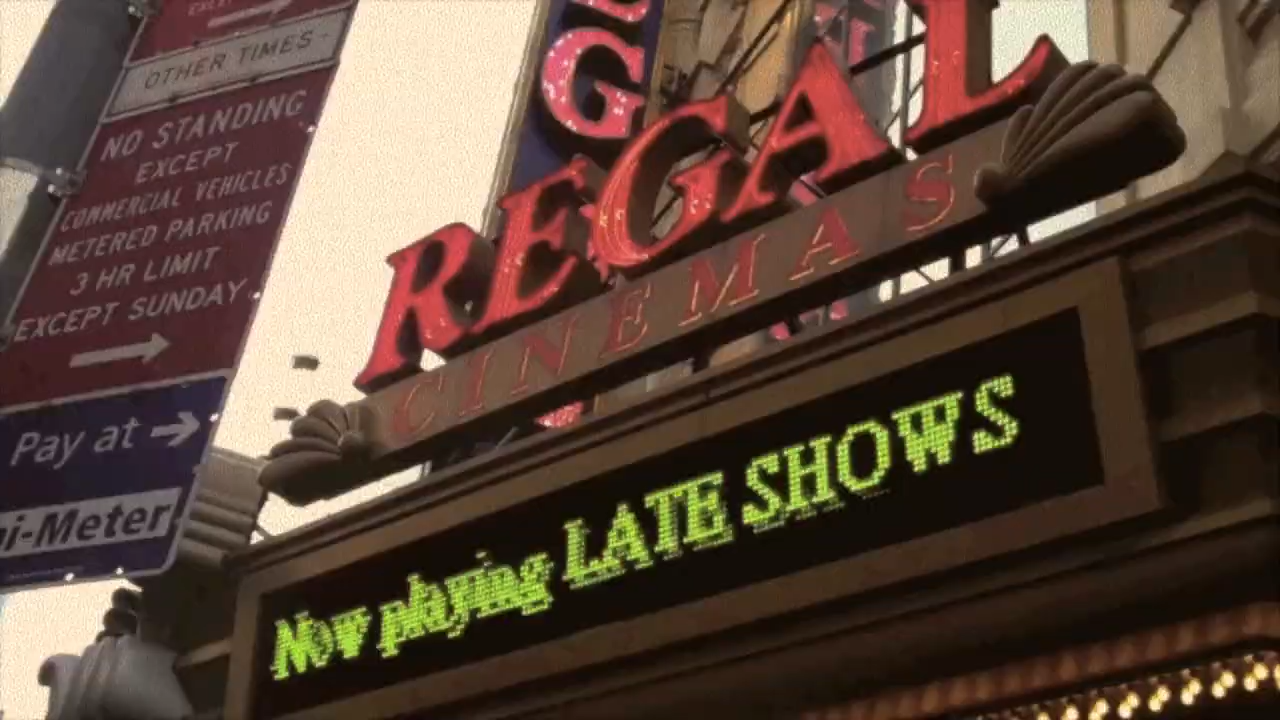 OTHER TIMES
NO STANDING
EXCEPT
COMMERCIAL VEHICLES
METERED PARKING
3 HR LIMIT
EXCEPT SUNDAY
Pay at
ni-Meter
G
REGAL
CINEMAS
Now playing LATE SHOWS